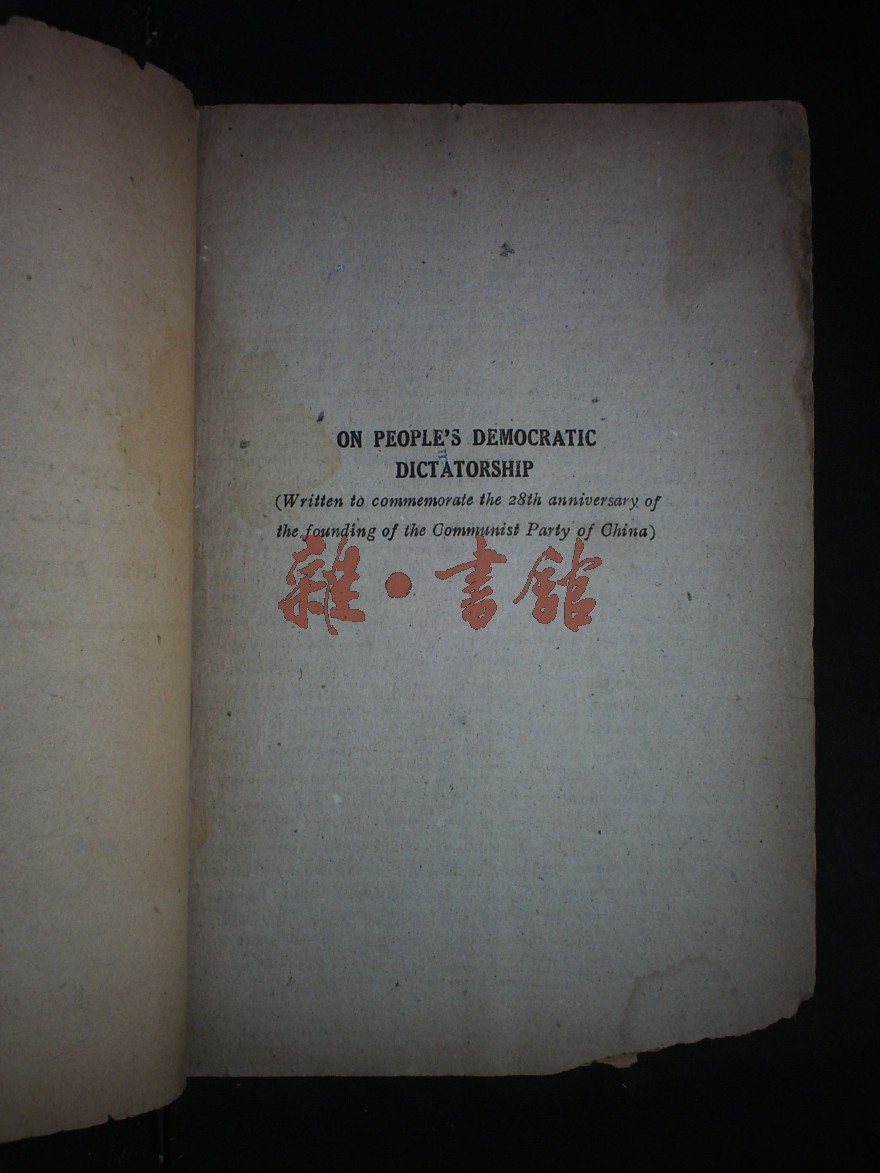 ON PEOPLE'S DEMOCRATIC
DICTATORSHIP
(Written to commemorate the 28th anniversary of
the founding of the Communist Party of China)
雜●書館